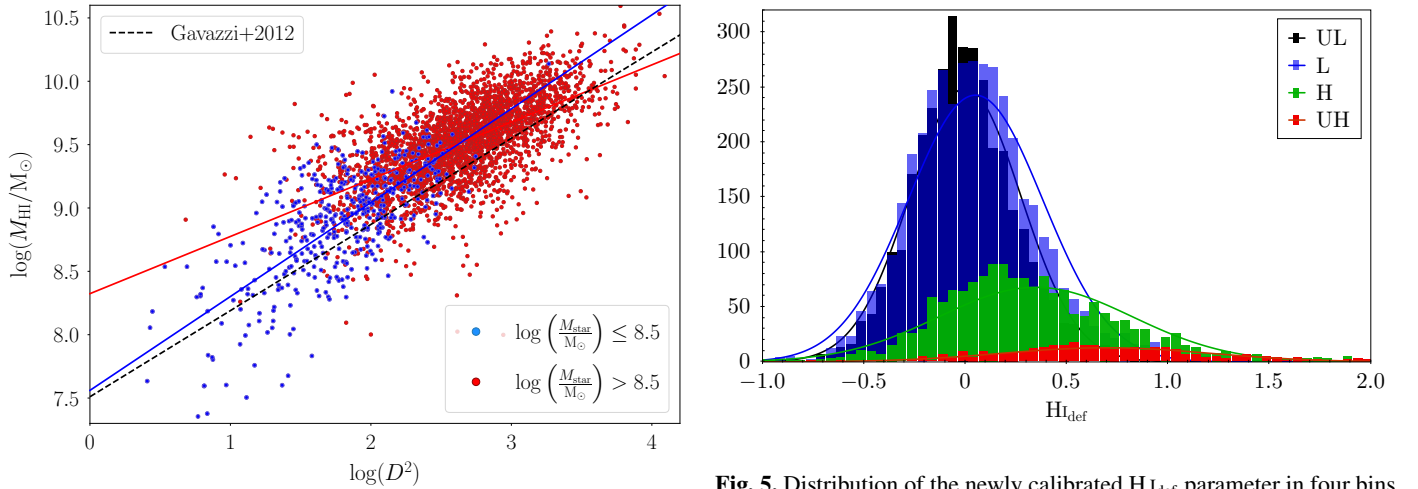 Gavazzi+2012
10.5
10.0
9.5
9.0
8.5
8.0
7.5
log(M_HI/M_⊙)
log (M_star/M_⊙) ≤ 8.5
log (M_star/M_⊙) > 8.5
0 1 2 3 4
log(D²)
300
250
200
150
100
50
0
UL
L
H
UH
−1.0 −0.5 0 0.5 1.0 1.5 2.0
HI_def
Fig. 5. Distribution of the newly calibrated HI_def parameter in four bins